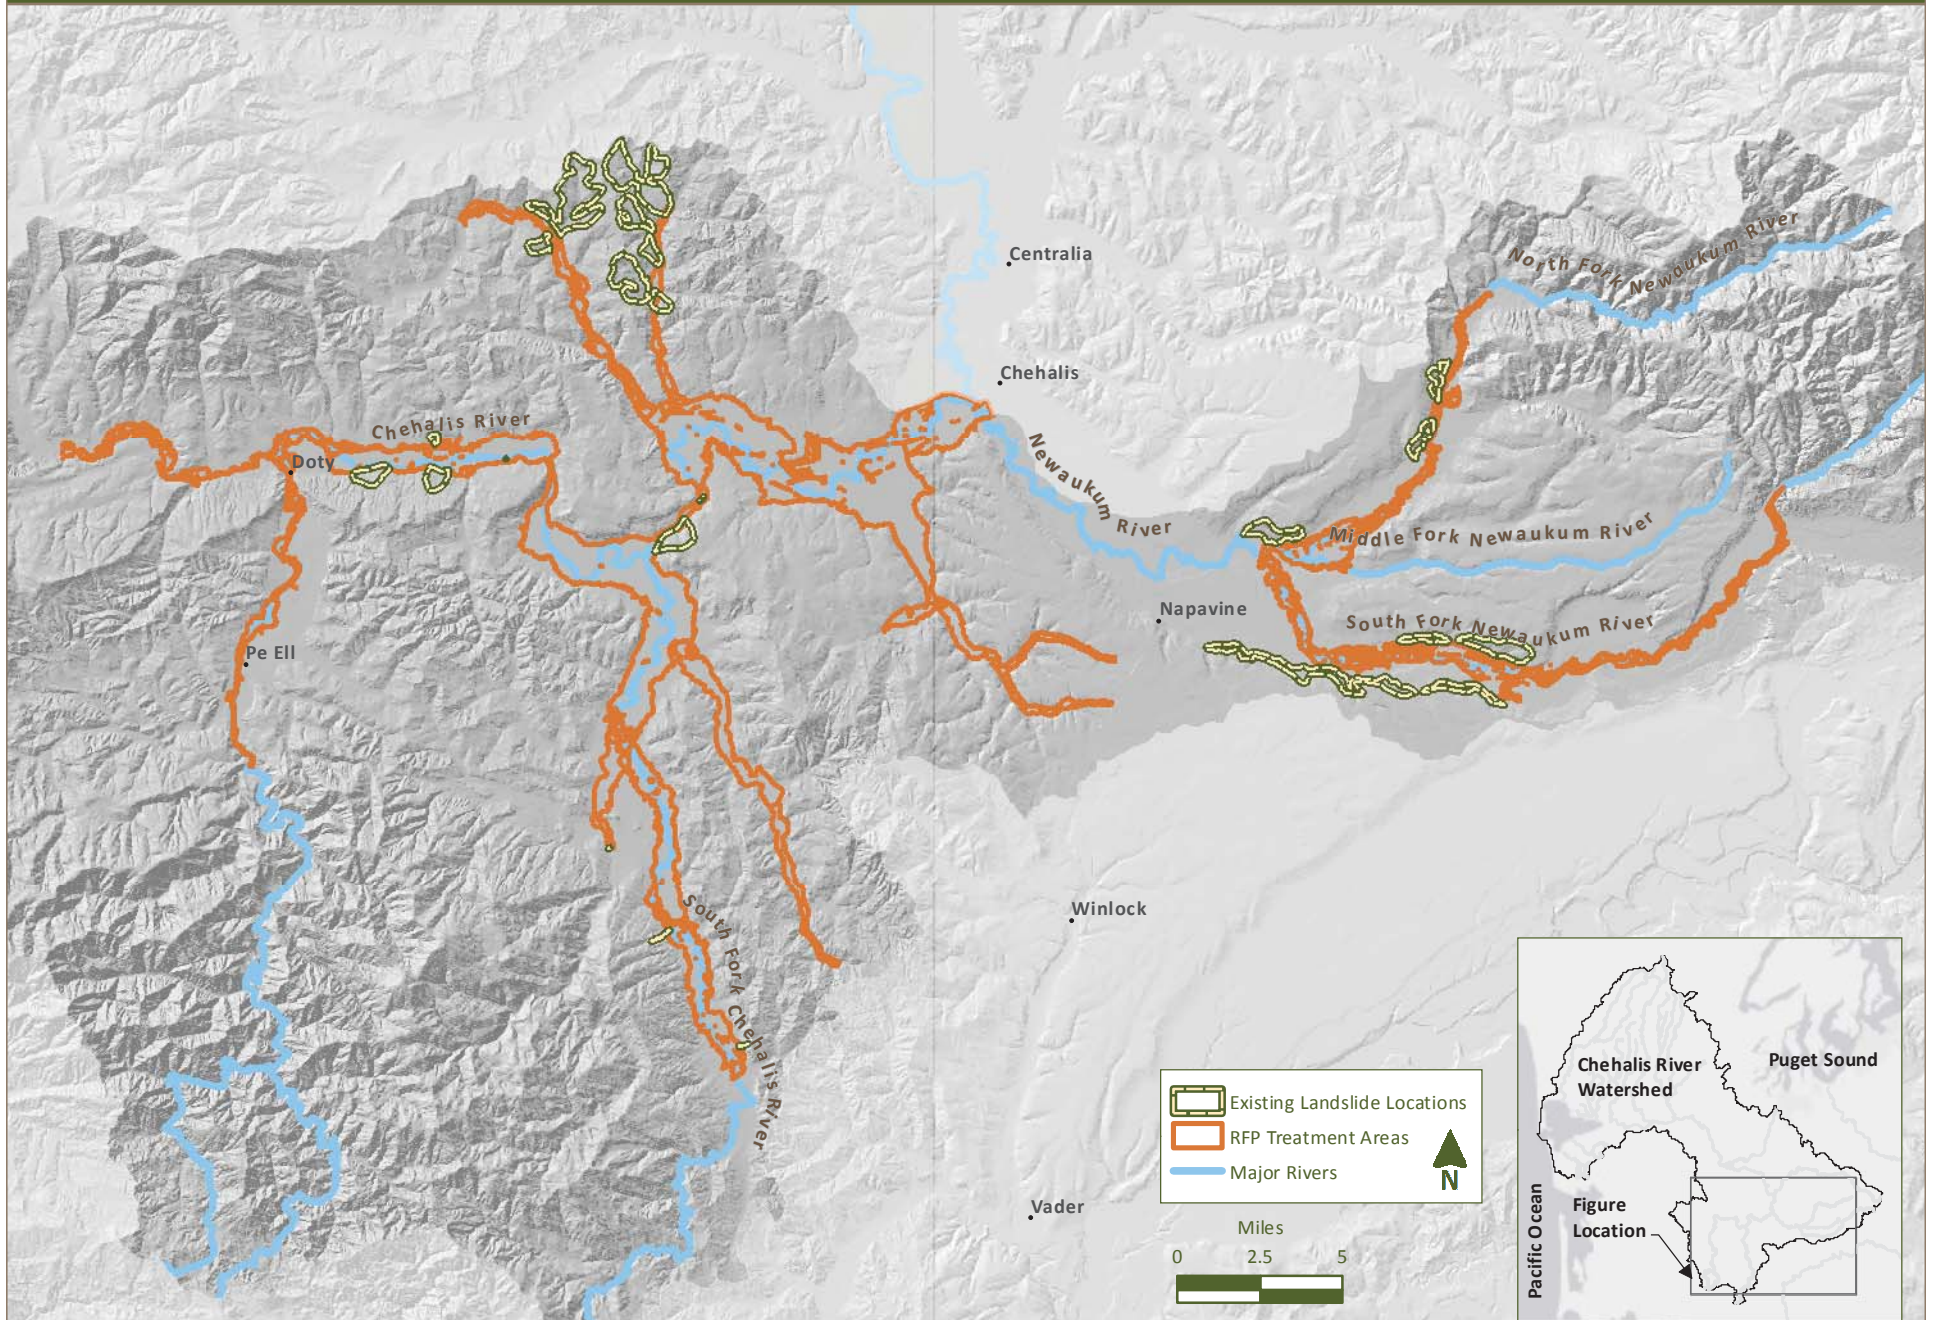 Centralia
North Fork Newaukum River
Chehalis
Chehalis River
Doty
Newaukum River
Middle Fork Newaukum River
Napavine
South Fork Newaukum River
Pe Ell
South Fork Chehalis River
Winlock
Vader
Existing Landslide Locations
RFP Treatment Areas
Major Rivers
N
Miles
0 2.5 5
Chehalis River
Watershed
Puget Sound
Pacific Ocean
Figure
Location